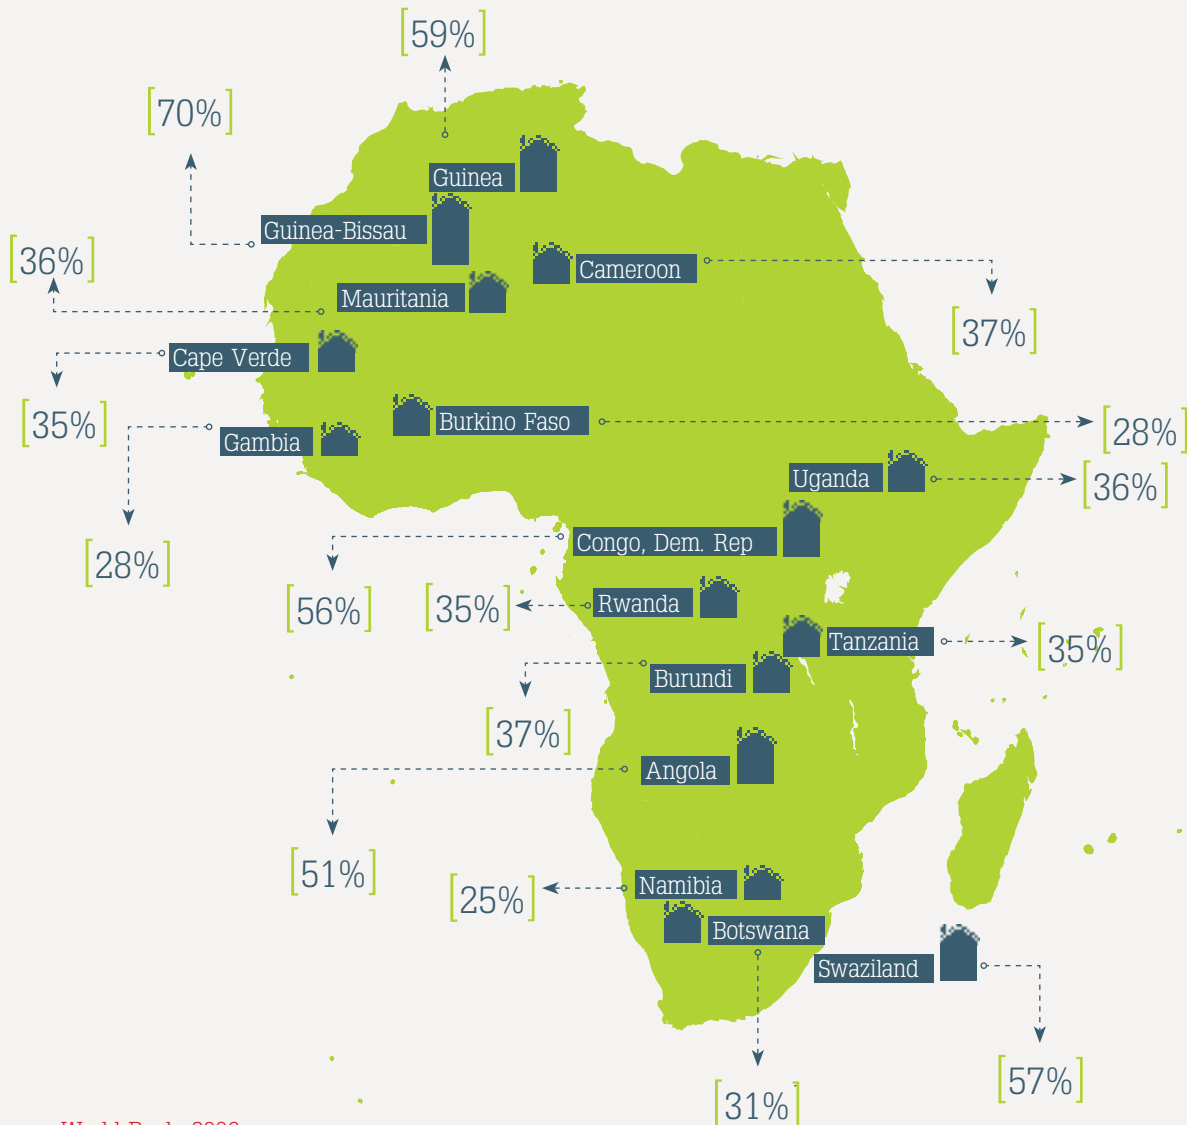 [59%]
[70%]
Guinea
Guinea-Bissau
[36%]
Cameroon
Mauritania
[37%]
Cape Verde
[35%]
Burkino Faso
[28%]
Gambia
Uganda
[36%]
Congo, Dem. Rep
[28%]
[56%]
[35%]
Rwanda
Tanzania
[35%]
Burundi
[37%]
Angola
[51%]
Namibia
[25%]
Botswana
Swaziland
[57%]
[31%]